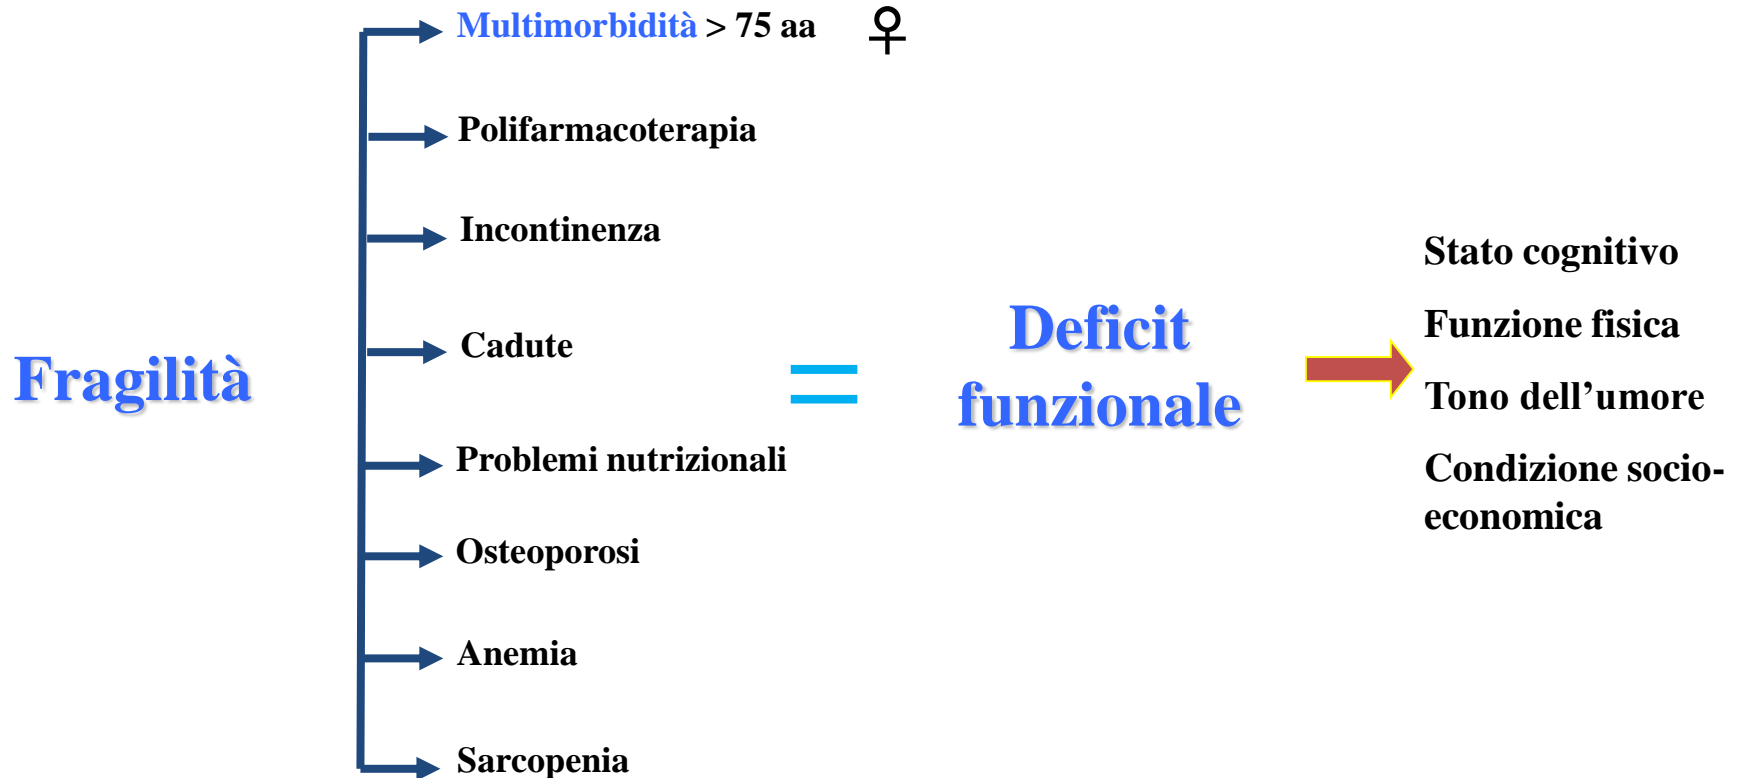 Multimorbidità > 75 aa ♀
Polifarmacoterapia
Incontinenza
Cadute
Fragilità
Problemi nutrizionali
Osteoporosi
Anemia
Sarcopenia
=
Deficit
funzionale
Stato cognitivo
Funzione fisica
Tono dell’umore
Condizione socio-
economica